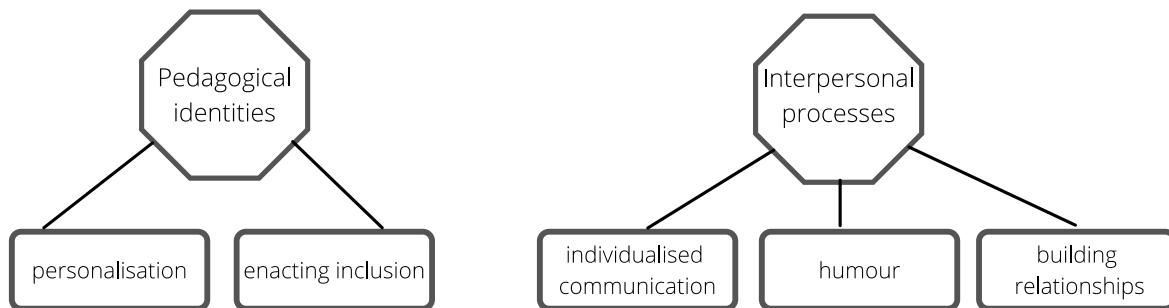 Pedagogical
identities
Interpersonal
processes
personalisation
enacting inclusion
individualised
communication
humour
building
relationships